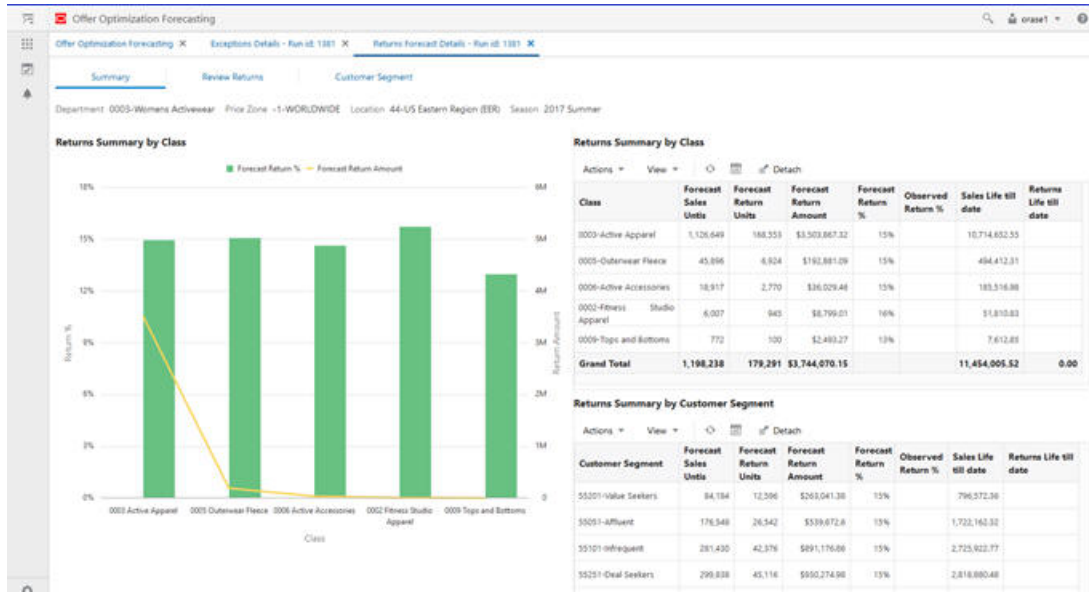 Offer Optimization Forecasting
orase1
Offer Optimization Forecasting X Exceptions Details - Run id: 1381 X Returns Forecast Details - Run id: 1381 X
Summary Review Returns Customer Segment
Department 0003-Womens Activewear Price Zone -1-WORLDWIDE Location 44-US Eastern Region (EER) Season 2017 Summer
Returns Summary by Class
Forecast Return % Forecast Return Amount
18% 6M
15% 5M
12% 4M
9% 3M
6% 2M
3% 1M
0% 0
Return %
Return Amount
0003 Active Apparel 0005 Outerwear Fleece 0006 Active Accessories 0002 Fitness Studio Apparel 0009 Tops and Bottoms
Class
Returns Summary by Class
Actions View Detach
Class Forecast Sales Untis Forecast Return Units Forecast Return Amount Forecast Return % Observed Return % Sales Life till date Returns Life till date
0003-Active Apparel 1,126,649 168,553 $3,503,867.32 15% 10,714,652.55
0005-Outerwear Fleece 45,896 6,924 $192,881.09 15% 494,412.31
0006-Active Accessories 18,917 2,770 $36,029.46 15% 185,516.98
0002-Fitness Studio Apparel 6,007 945 $8,799.01 16% 51,810.83
0009-Tops and Bottoms 772 100 $2,493.27 13% 7,612.85
Grand Total 1,198,238 179,291 $3,744,070.15 11,454,005.52 0.00
Returns Summary by Customer Segment
Actions View Detach
Customer Segment Forecast Sales Untis Forecast Return Units Forecast Return Amount Forecast Return % Observed Return % Sales Life till date Returns Life till date
55201-Value Seekers 84,184 12,596 $263,041.38 15% 796,572.36
55051-Affluent 176,548 26,542 $539,672.6 15% 1,722,162.32
55101-Infrequent 281,430 42,376 $891,176.86 15% 2,725,922.77
55251-Deal Seekers 299,838 45,116 $950,274.98 15% 2,818,880.48